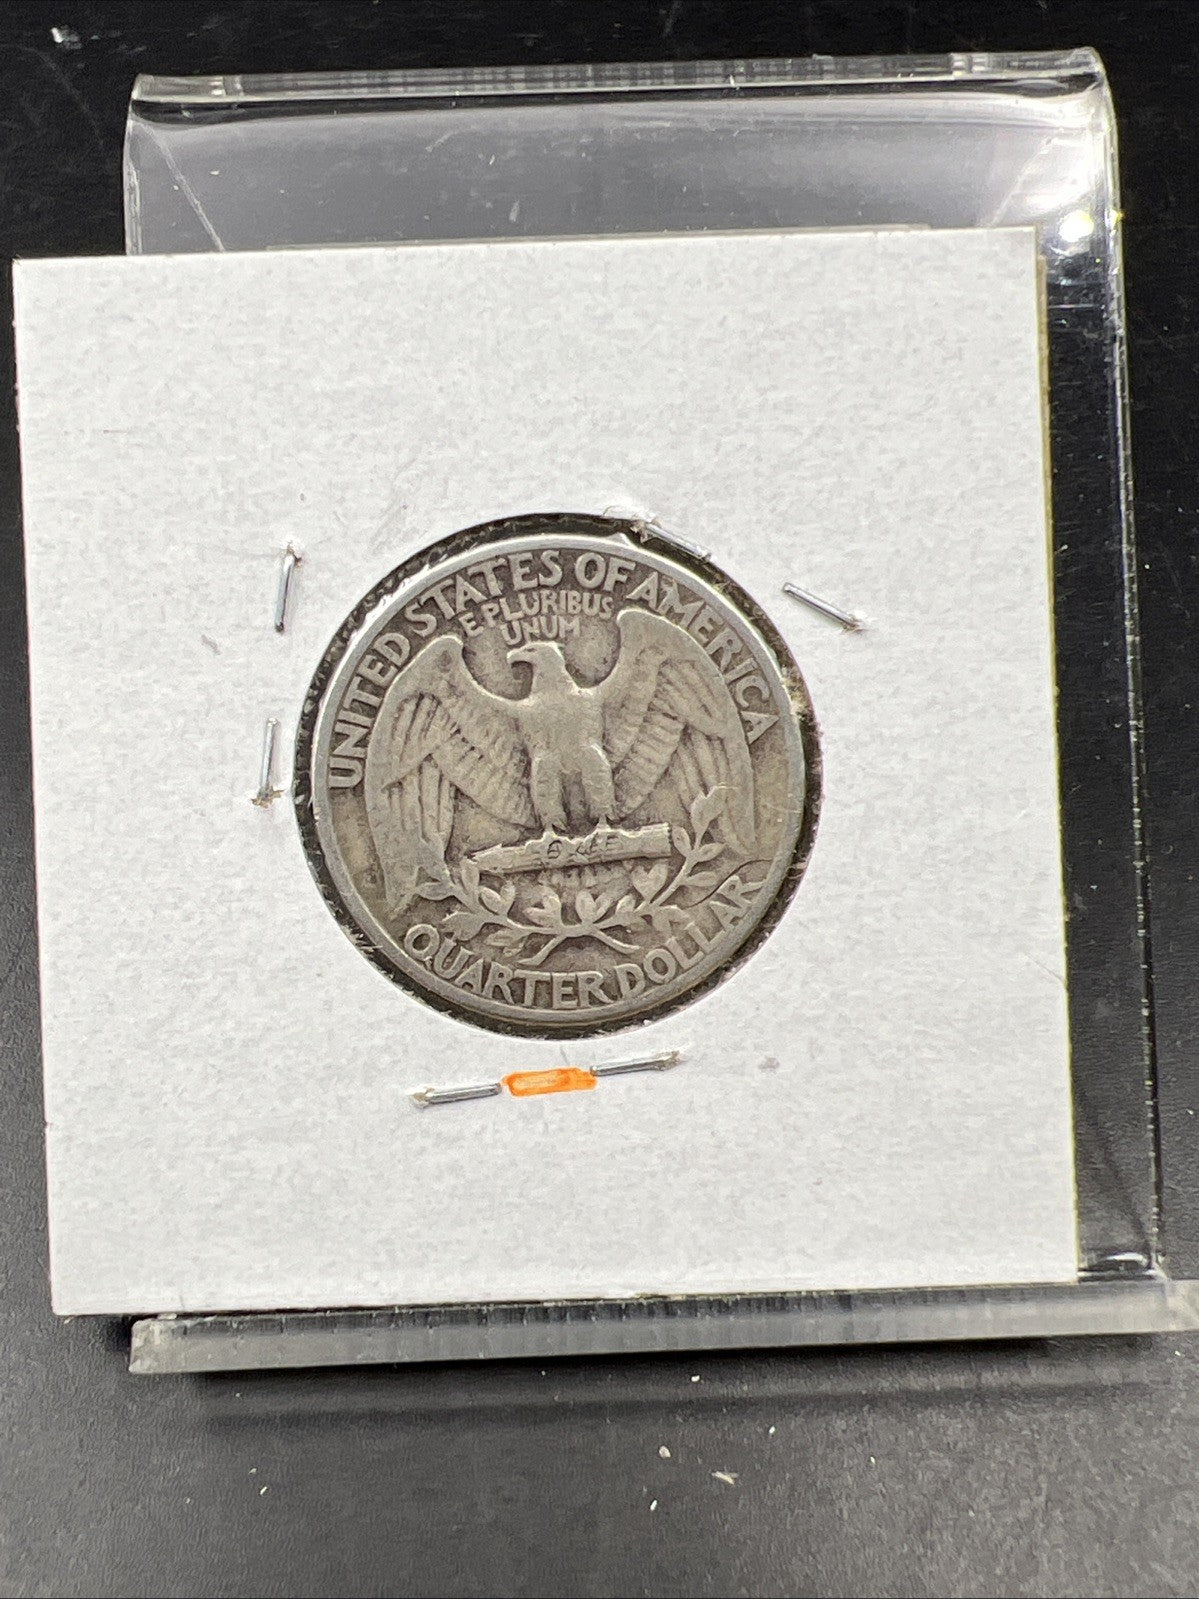 UNITED STATES OF AMERICA
E PLURIBUS
UNUM
QUARTER DOLLAR